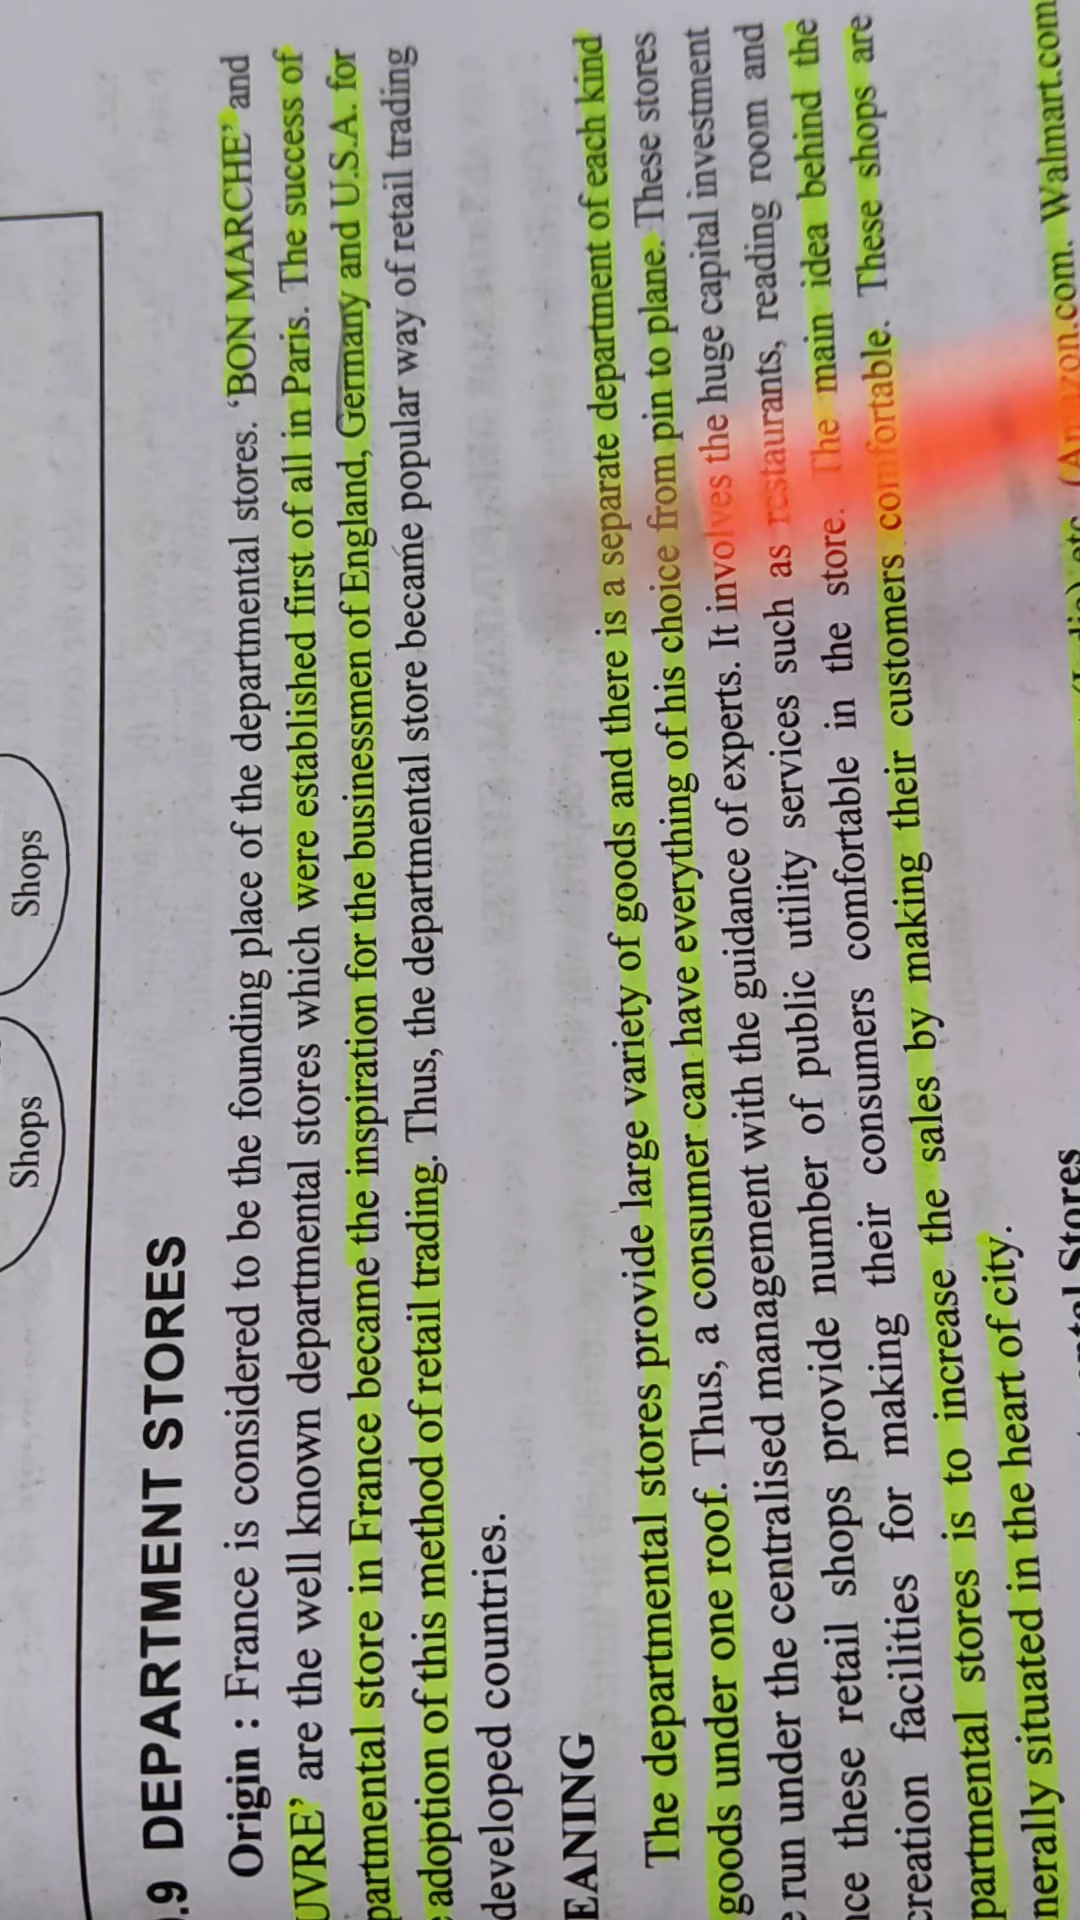 Shops
Shops
.9 DEPARTMENT STORES
Origin : France is considered to be the founding place of the departmental stores. ‘BON MARCHE’ and
UVRE’ are the well known departmental stores which were established first of all in Paris. The success of
partmental store in France became the inspiration for the businessmen of England, Germany and U.S.A. for
adoption of this method of retail trading. Thus, the departmental store became popular way of retail trading
developed countries.
EANING
The departmental stores provide large variety of goods and there is a separate department of each kind
goods under one roof. Thus, a consumer can have everything of his choice from pin to plane. These stores
e run under the centralised management with the guidance of experts. It involves the huge capital investment
ce these retail shops provide number of public utility services such as restaurants, reading room and
creation facilities for making their consumers comfortable in the store. The main idea behind the
partmental stores is to increase the sales by making their customers comfortable. These shops are
nerally situated in the heart of city.
Walmart.com
Stores